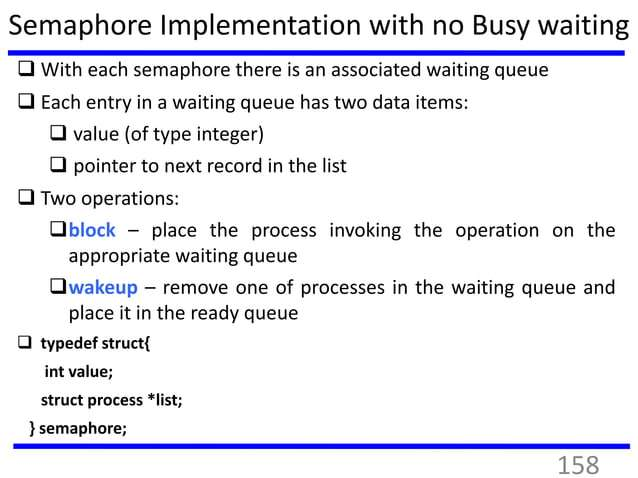 Semaphore Implementation with no Busy waiting
❑ With each semaphore there is an associated waiting queue
❑ Each entry in a waiting queue has two data items:
❑ value (of type integer)
❑ pointer to next record in the list
❑ Two operations:
❑block – place the process invoking the operation on the
appropriate waiting queue
❑wakeup – remove one of processes in the waiting queue and
place it in the ready queue
❑ typedef struct{
int value;
struct process *list;
} semaphore;
158